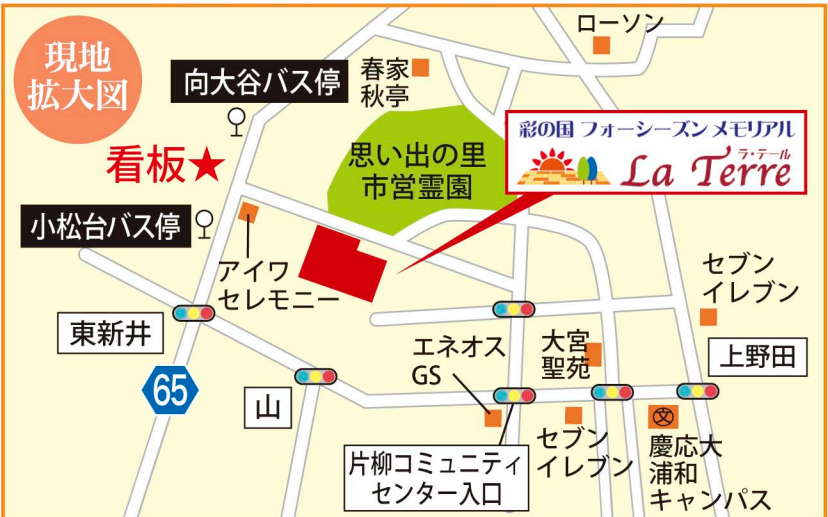 現地
拡大図
ローソン
向大谷バス停
春家
秋亭
彩の国 フォーシーズン メモリアル
ラ・テール
La Terre
看板★
思い出の里
市営霊園
小松台バス停
アイワ
セレモニー
セブン
イレブン
東新井
エネオス
GS
大宮
聖苑
上野田
65
山
片柳コミュニティ
センター入口
セブン
イレブン
文
慶応大
浦和
キャンパス